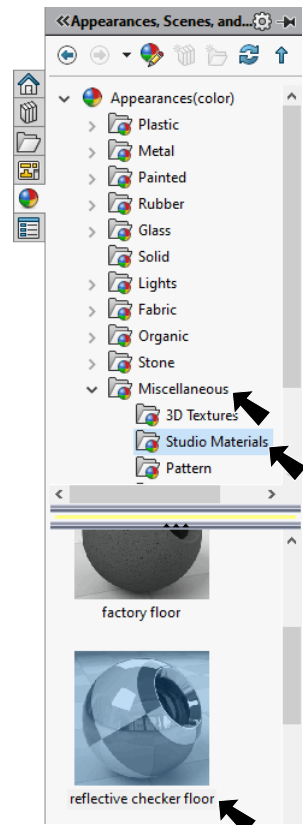 Appearances, Scenes, and...
Appearances(color)
Plastic
Metal
Painted
Rubber
Glass
Solid
Lights
Fabric
Organic
Stone
Miscellaneous
3D Textures
Studio Materials
Pattern
factory floor
reflective checker floor